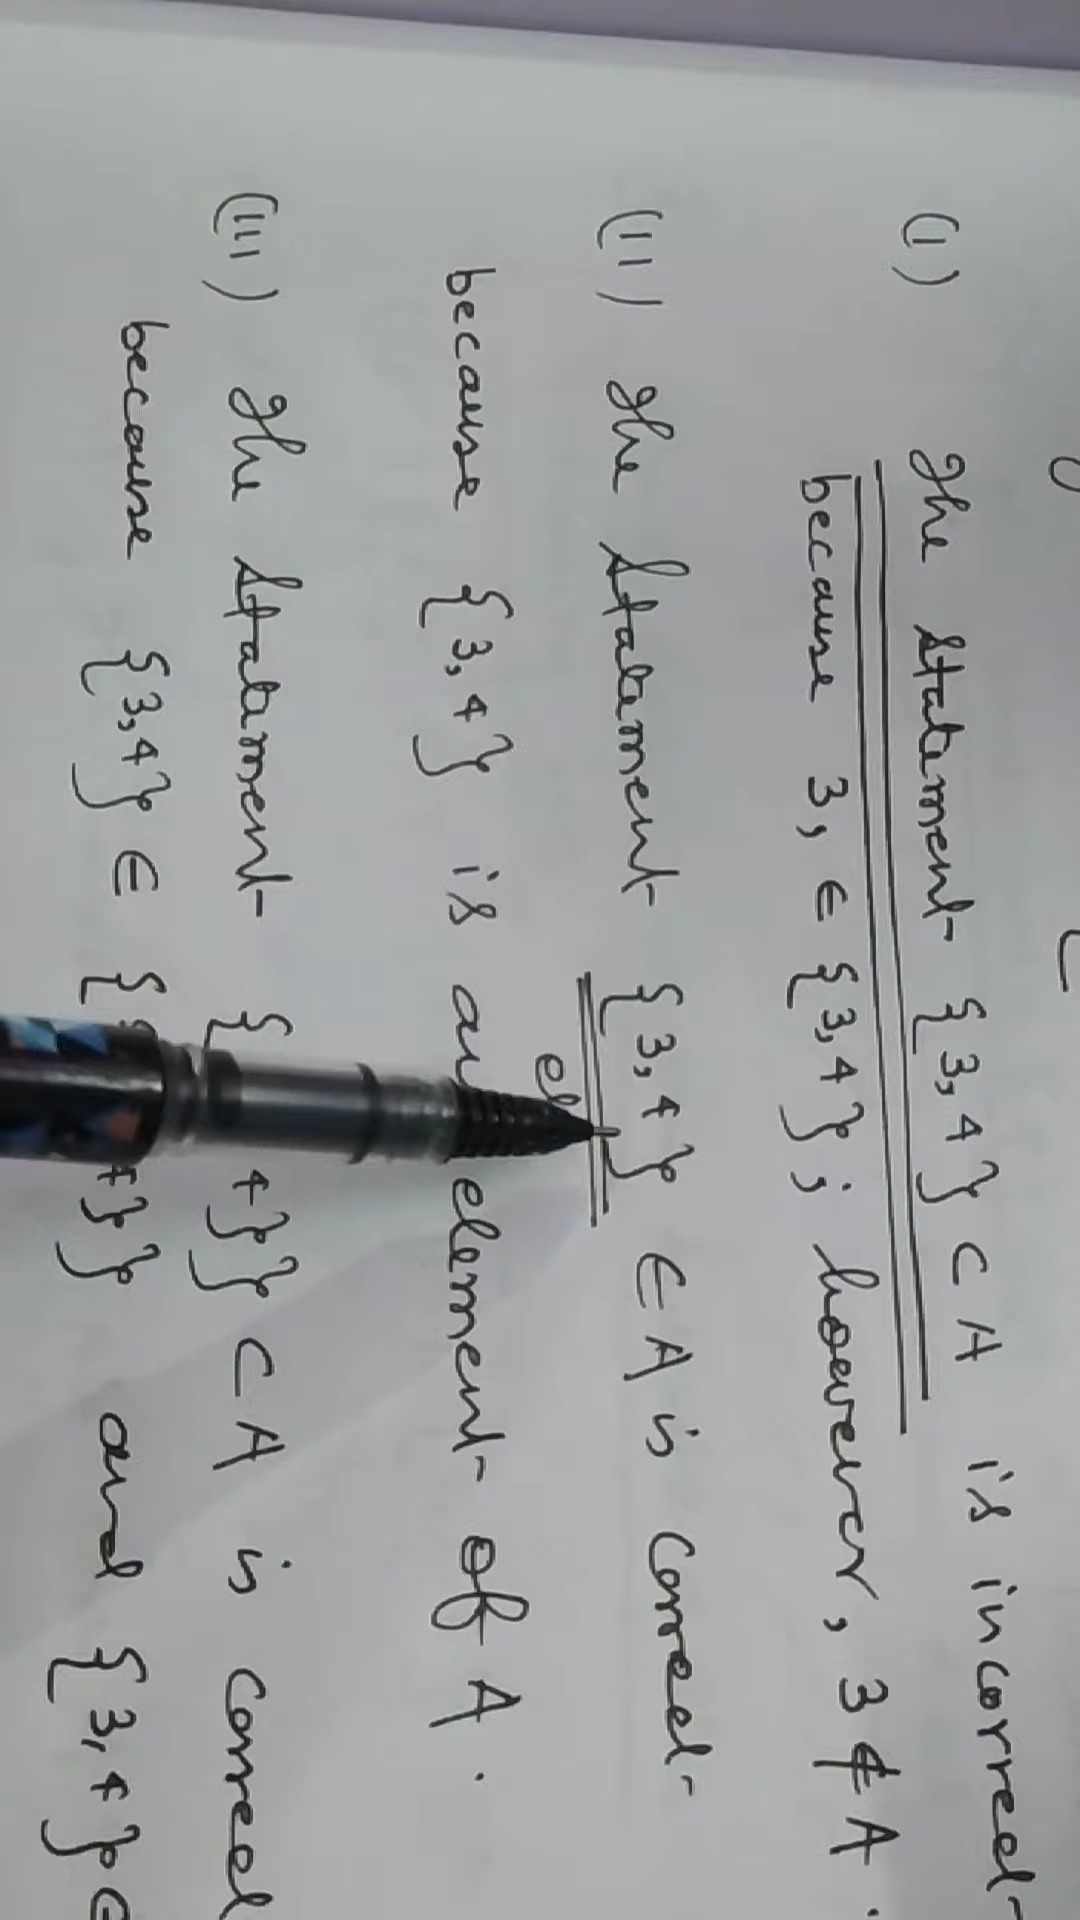 (i) The statement {3, 4} ⊂ A is incorrect
because 3, ∈ {3, 4} ; however, 3 ∉ A .
(ii) The statement {3, 4} ∈ A is correct
because {3, 4} is an element of A .
(iii) The statement { 4}} ⊂ A is correct
because {3,4} ∈ { }} and {3, 4} ∈